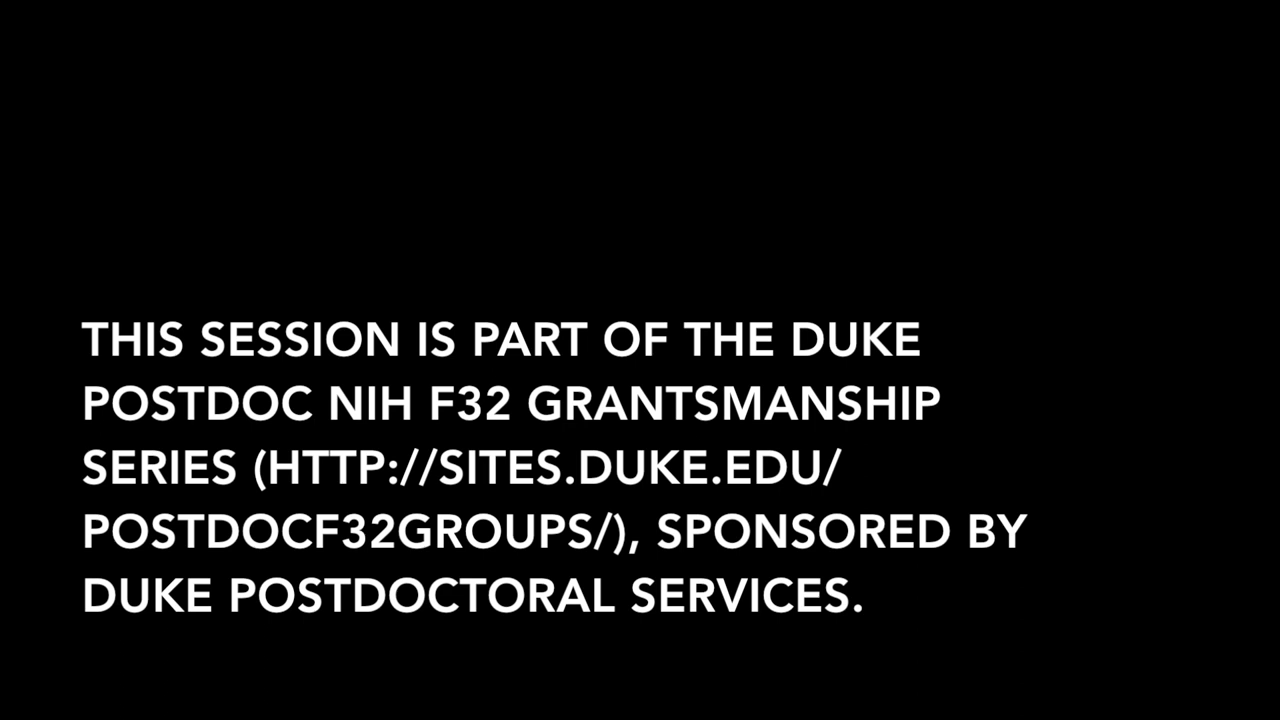 THIS SESSION IS PART OF THE DUKE
POSTDOC NIH F32 GRANTSMANSHIP
SERIES (HTTP://SITES.DUKE.EDU/
POSTDOCF32GROUPS/), SPONSORED BY
DUKE POSTDOCTORAL SERVICES.